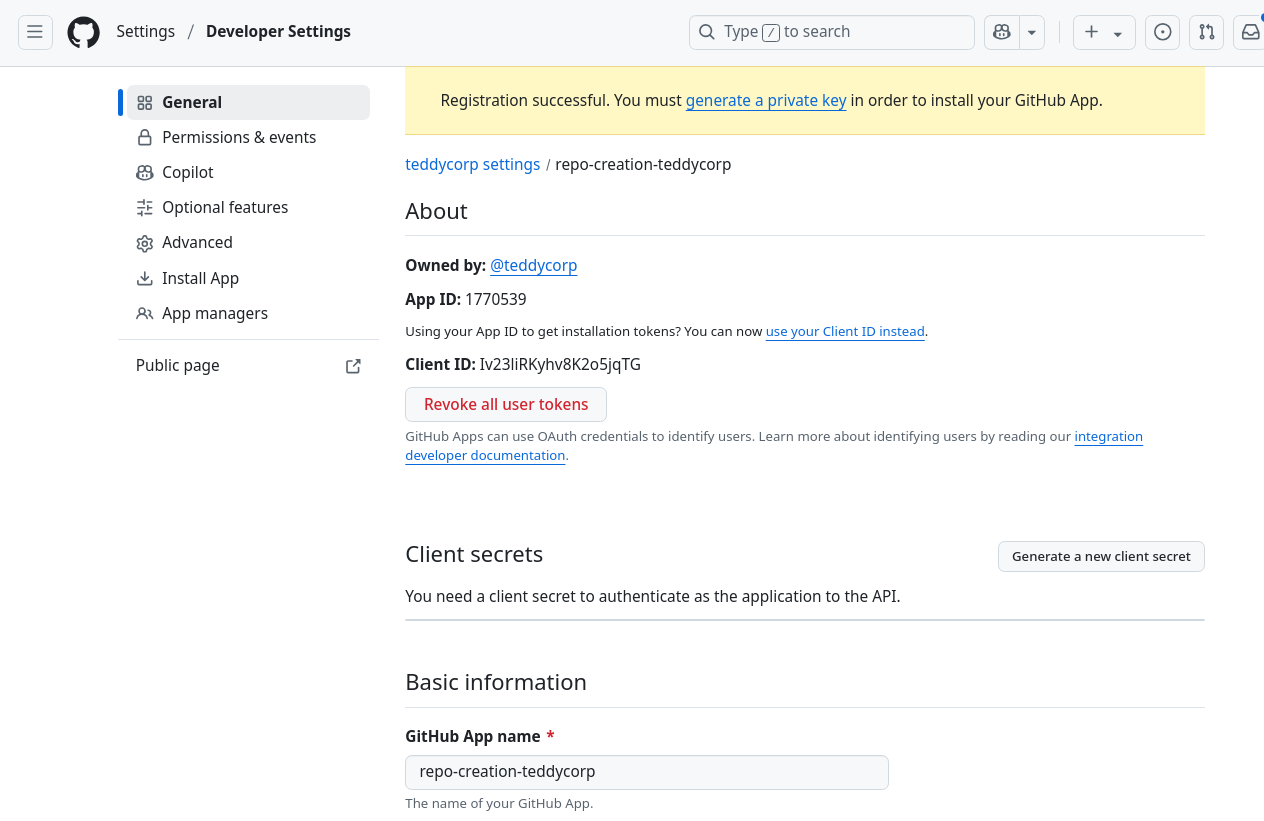 Settings / Developer Settings
Type / to search
General
Permissions & events
Copilot
Optional features
Advanced
Install App
App managers
Public page
Registration successful. You must generate a private key in order to install your GitHub App.
teddycorp settings / repo-creation-teddycorp
About
Owned by: @teddycorp
App ID: 1770539
Using your App ID to get installation tokens? You can now use your Client ID instead.
Client ID: Iv23liRKyhv8K2o5jqTG
Revoke all user tokens
GitHub Apps can use OAuth credentials to identify users. Learn more about identifying users by reading our integration
developer documentation.
Client secrets
Generate a new client secret
You need a client secret to authenticate as the application to the API.
Basic information
GitHub App name *
repo-creation-teddycorp
The name of your GitHub App.